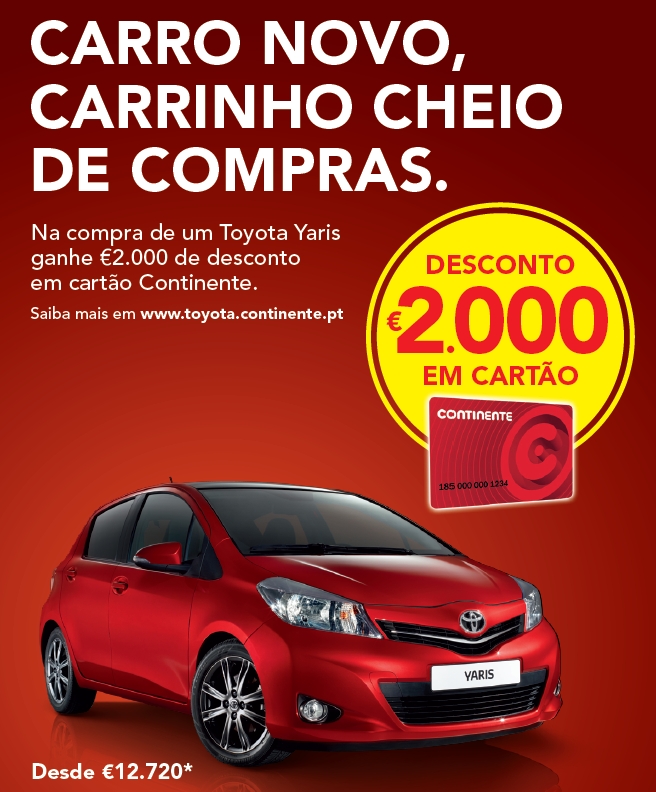 CARRO NOVO,
CARRINHO CHEIO
DE COMPRAS.
Na compra de um Toyota Yaris
ganhe €2.000 de desconto
em cartão Continente.
Saiba mais em www.toyota.continente.pt
DESCONTO
€2.000
EM CARTÃO
CONTINENTE
185 000 000 1234
YARIS
Desde €12.720*